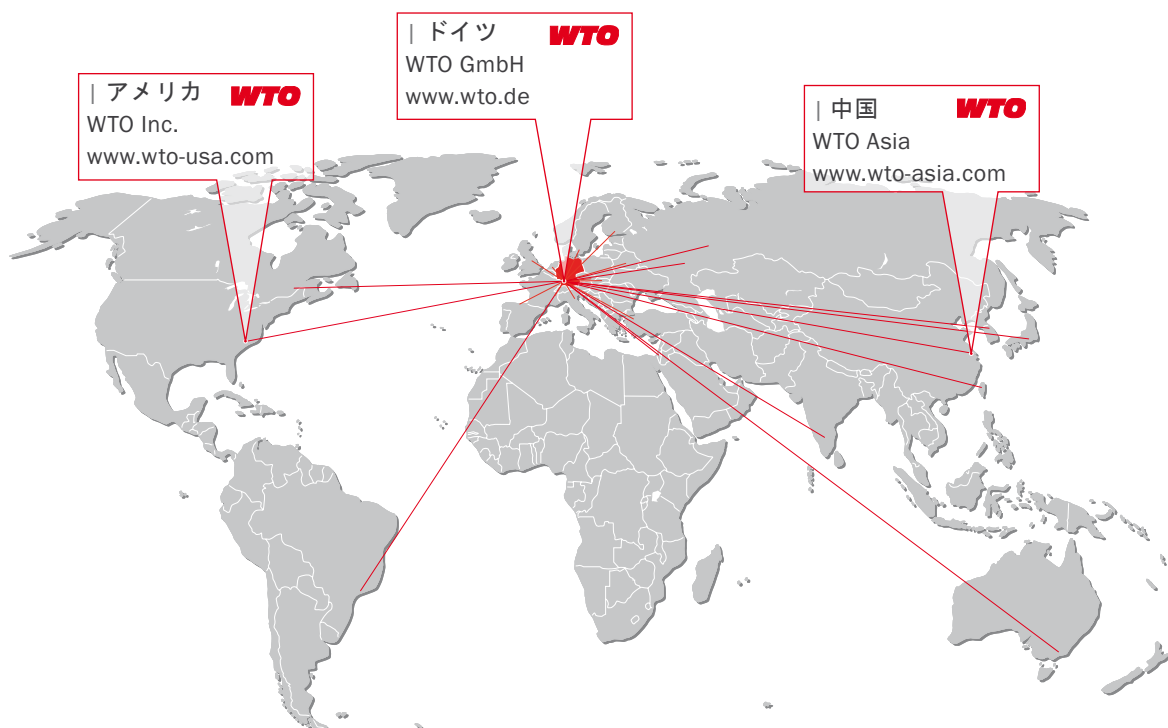 | ドイツ WTO
WTO GmbH
www.wto.de
| アメリカ WTO
WTO Inc.
www.wto-usa.com
| 中国 WTO
WTO Asia
www.wto-asia.com